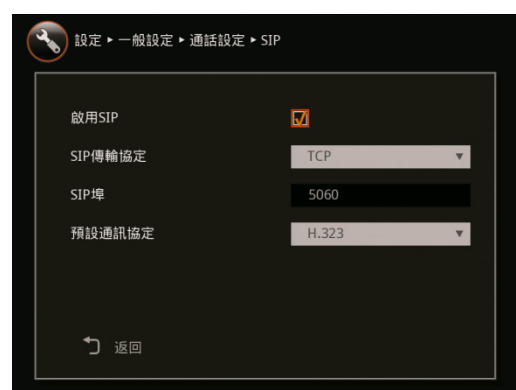 設定 ▸ 一般設定 ▸ 通話設定 ▸ SIP
啟用SIP
SIP傳輸協定 TCP
SIP埠 5060
預設通訊協定 H.323
返回